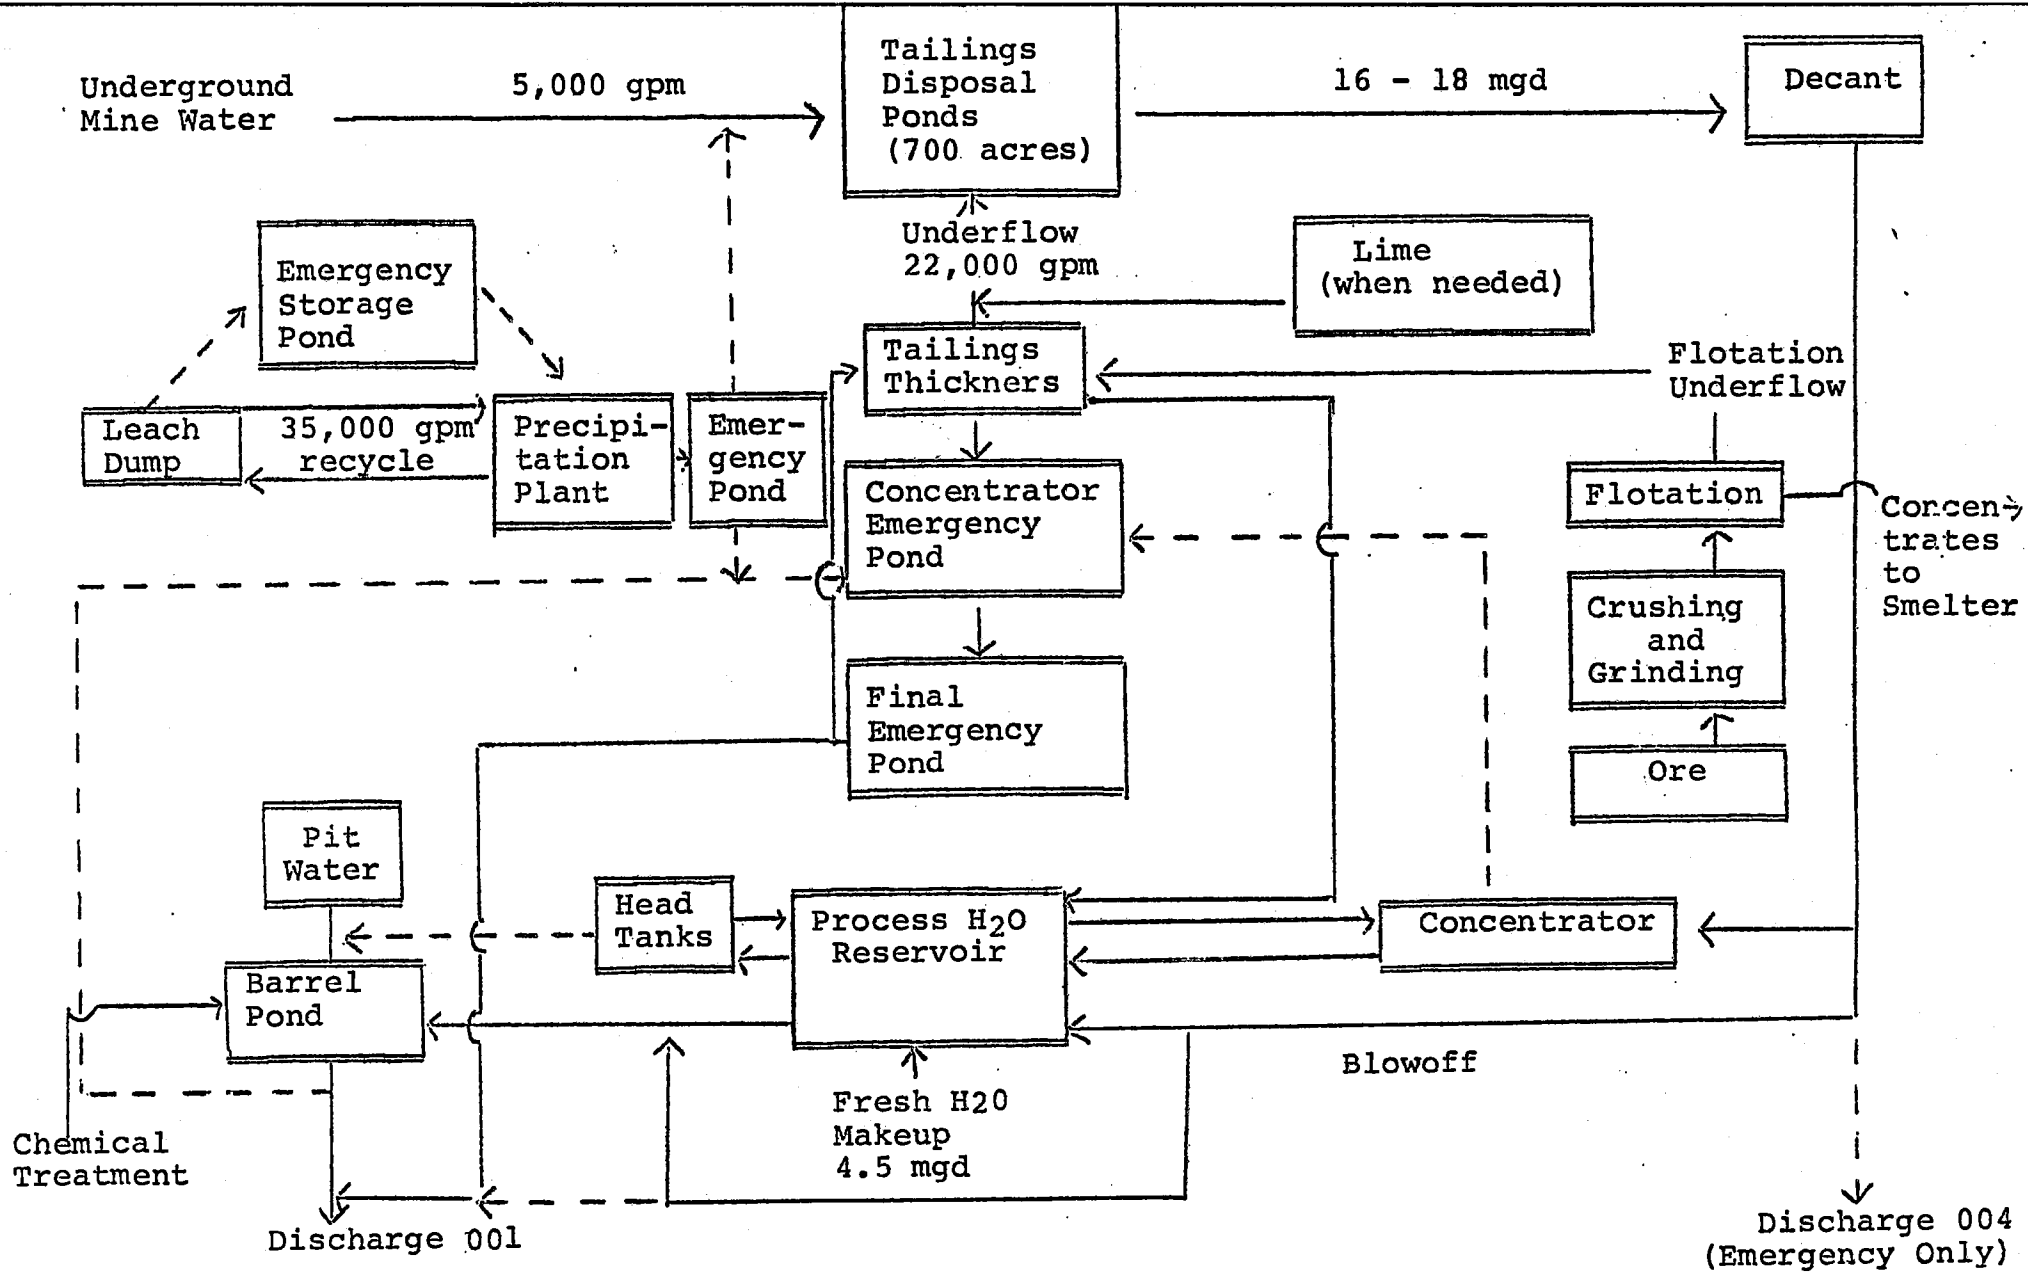 Underground
Mine Water
5,000 gpm
Tailings
Disposal
Ponds
(700 acres)
16 - 18 mgd
Decant
Underflow
22,000 gpm
Lime
(when needed)
Emergency
Storage
Pond
Tailings
Thickners
Flotation
Underflow
Leach
Dump
35,000 gpm
recycle
Precipi-
tation
Plant
Emer-
gency
Pond
Concentrator
Emergency
Pond
Flotation
Concen-
trates
to
Smelter
Crushing
and
Grinding
Final
Emergency
Pond
Ore
Pit
Water
Head
Tanks
Process H2O
Reservoir
Concentrator
Barrel
Pond
Blowoff
Fresh H2O
Makeup
4.5 mgd
Chemical
Treatment
Discharge 001
Discharge 004
(Emergency Only)